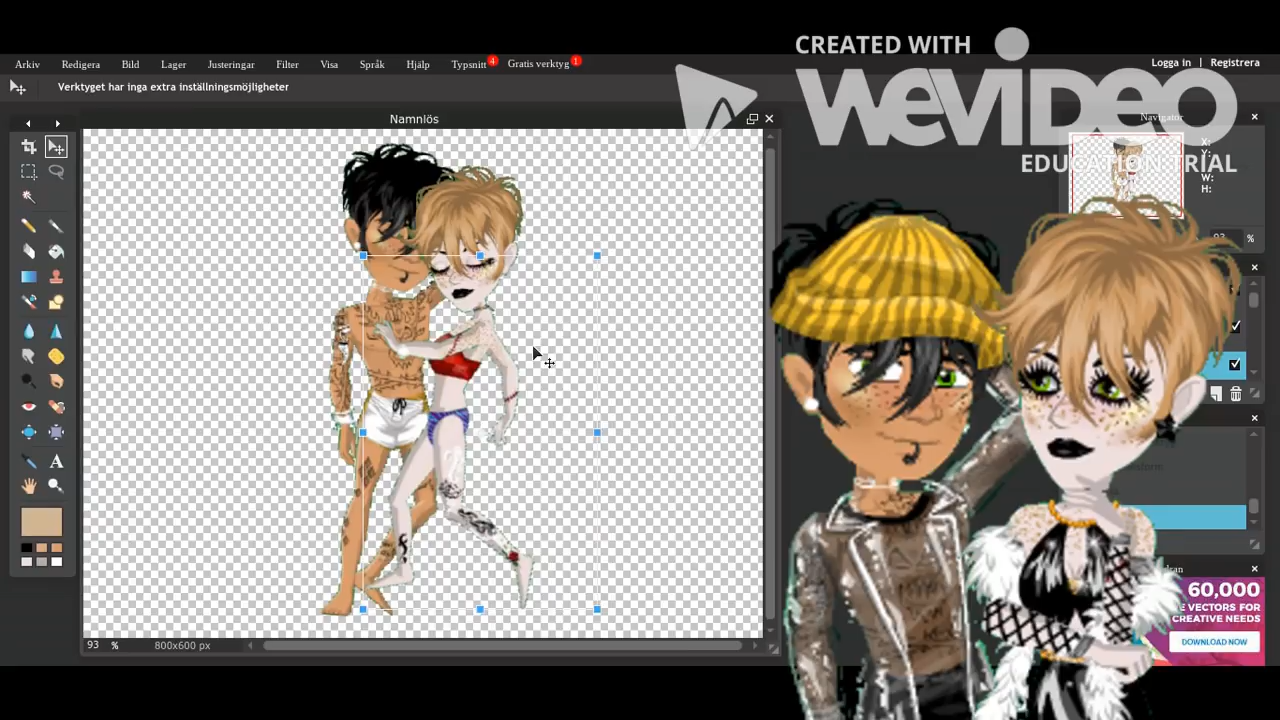 CREATED WITH
WeVideo
EDUCATION TRIAL
Arkiv Redigera Bild Lager Justeringar Filter Visa Språk Hjälp Typsnitt 4 Gratis verktyg 1
Logga in | Registrera
Verktyget har inga extra inställningsmöjligheter
Namnlös
Navigator
X:
Y:
W:
H:
93 %
A
93 % 800x600 px
60,000
VECTORS FOR
CREATIVE NEEDS
DOWNLOAD NOW